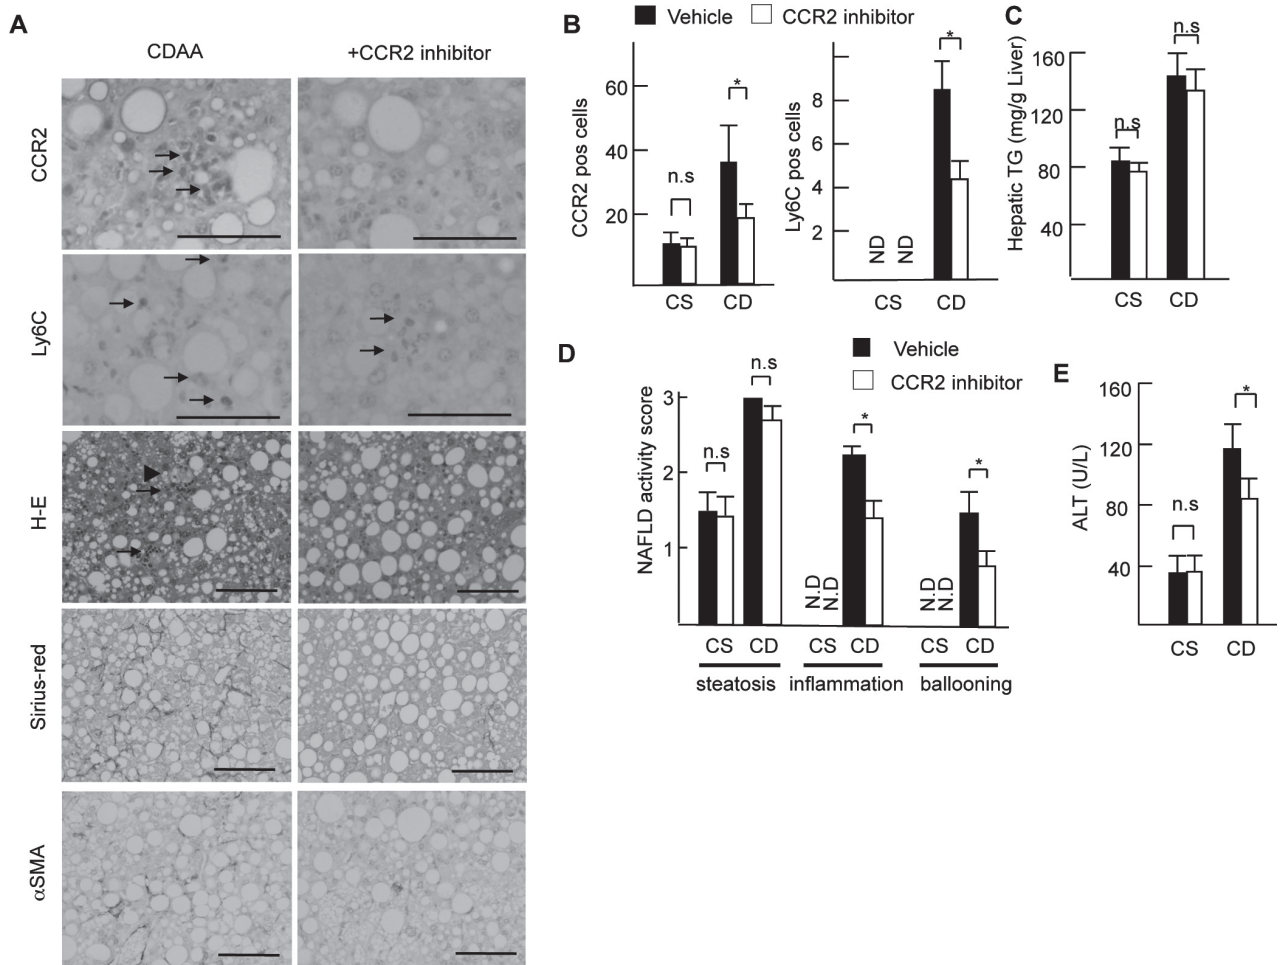 A
CDAA
+CCR2 inhibitor
CCR2
Ly6C
H-E
Sirius-red
αSMA
B
Vehicle
CCR2 inhibitor
CCR2 pos cells
60
40
20
n.s
*
CS
CD
Ly6C pos cells
8
6
4
2
ND
ND
*
CS
CD
C
Hepatic TG (mg/g Liver)
160
120
80
40
n.s
n.s
CS
CD
D
Vehicle
CCR2 inhibitor
NAFLD activity score
3
2
1
n.s
n.s
N.D
N.D
*
N.D
N.D
*
CS
CD
CS
CD
CS
CD
steatosis
inflammation
ballooning
E
ALT (U/L)
160
120
80
40
n.s
*
CS
CD